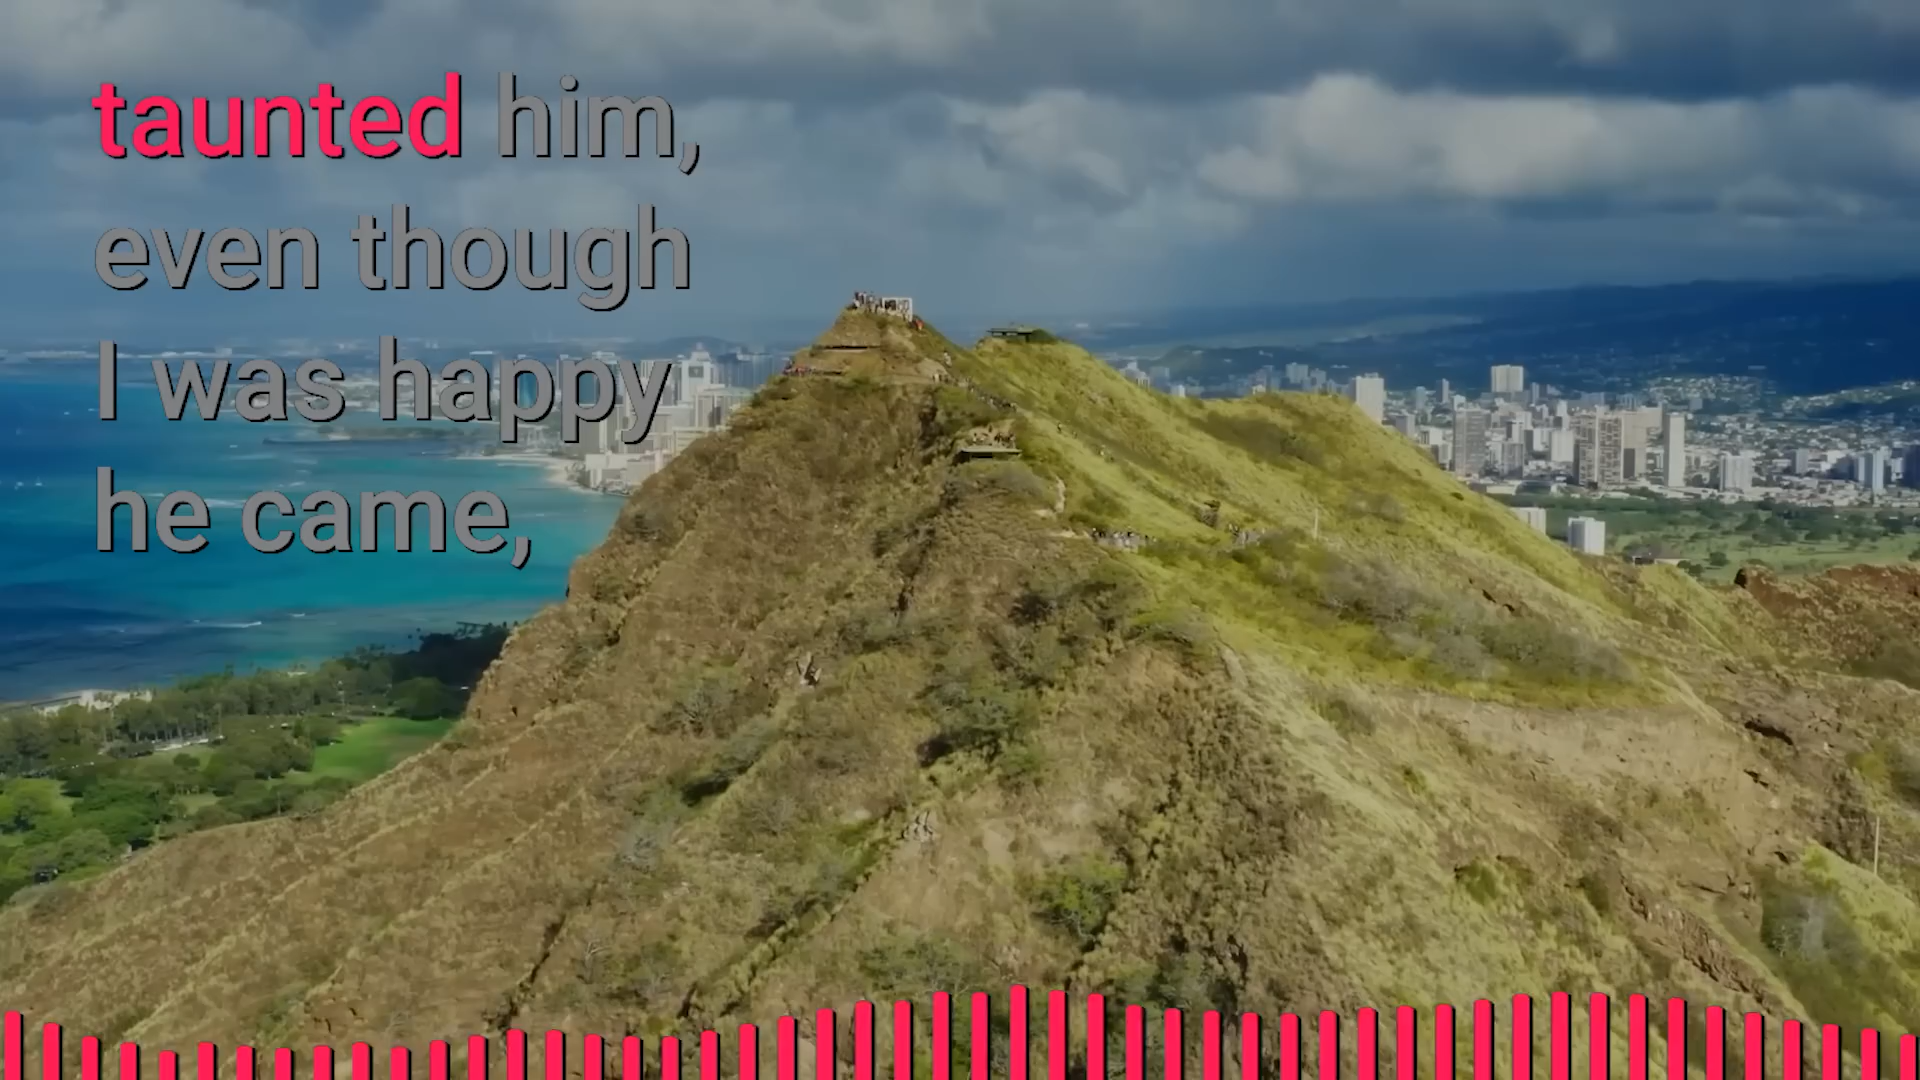 taunted him,
even though
I was happy
he came,